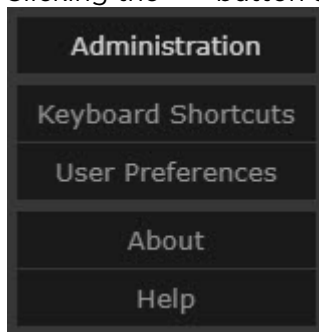 Administration
Keyboard Shortcuts
User Preferences
About
Help